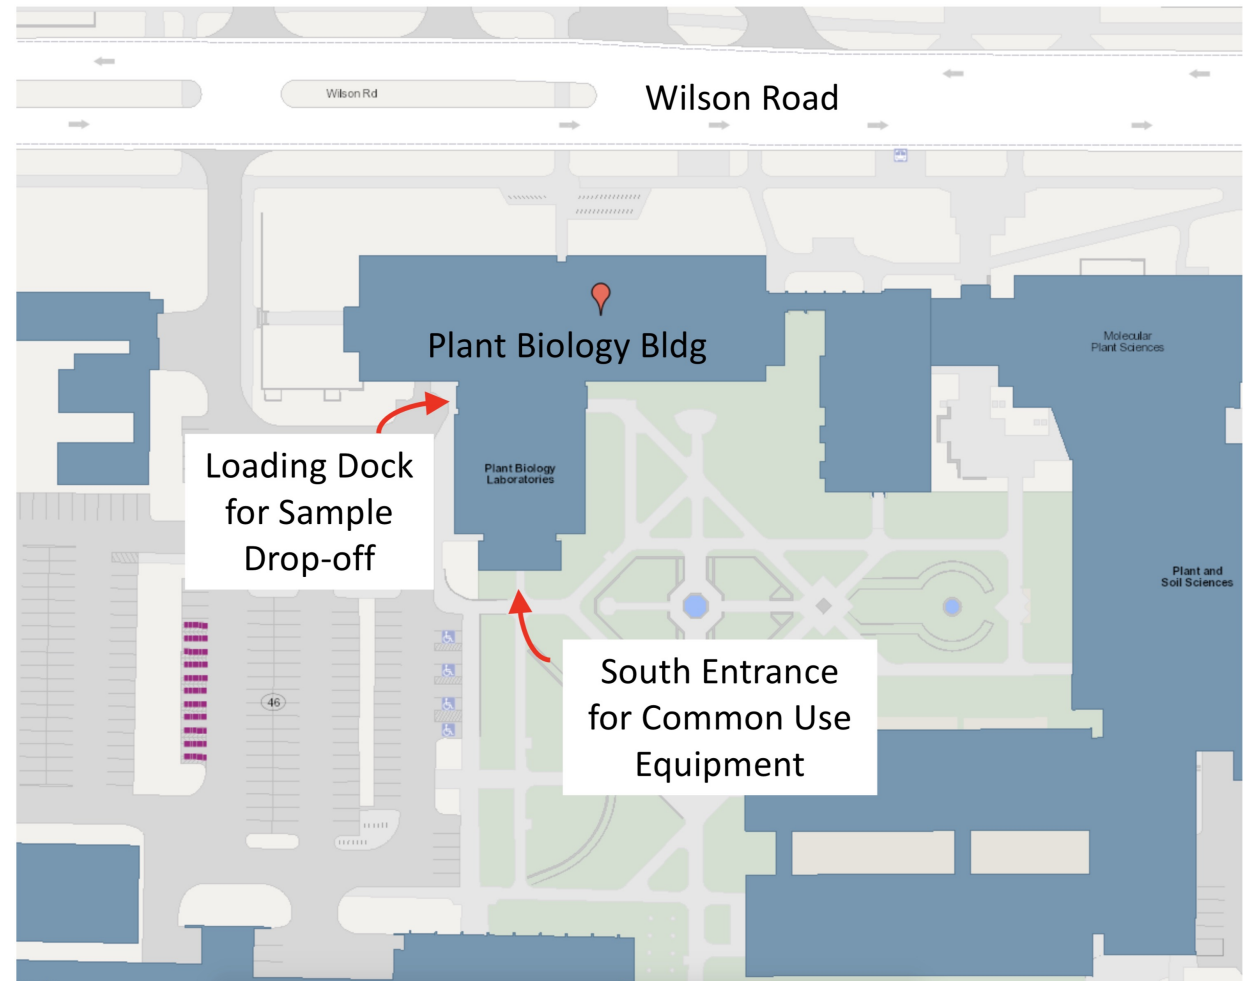 Wilson Rd
Wilson Road
Plant Biology Bldg
Molecular
Plant Sciences
Loading Dock
for Sample
Drop-off
Plant Biology
Laboratories
Plant and
Soil Sciences
46
South Entrance
for Common Use
Equipment